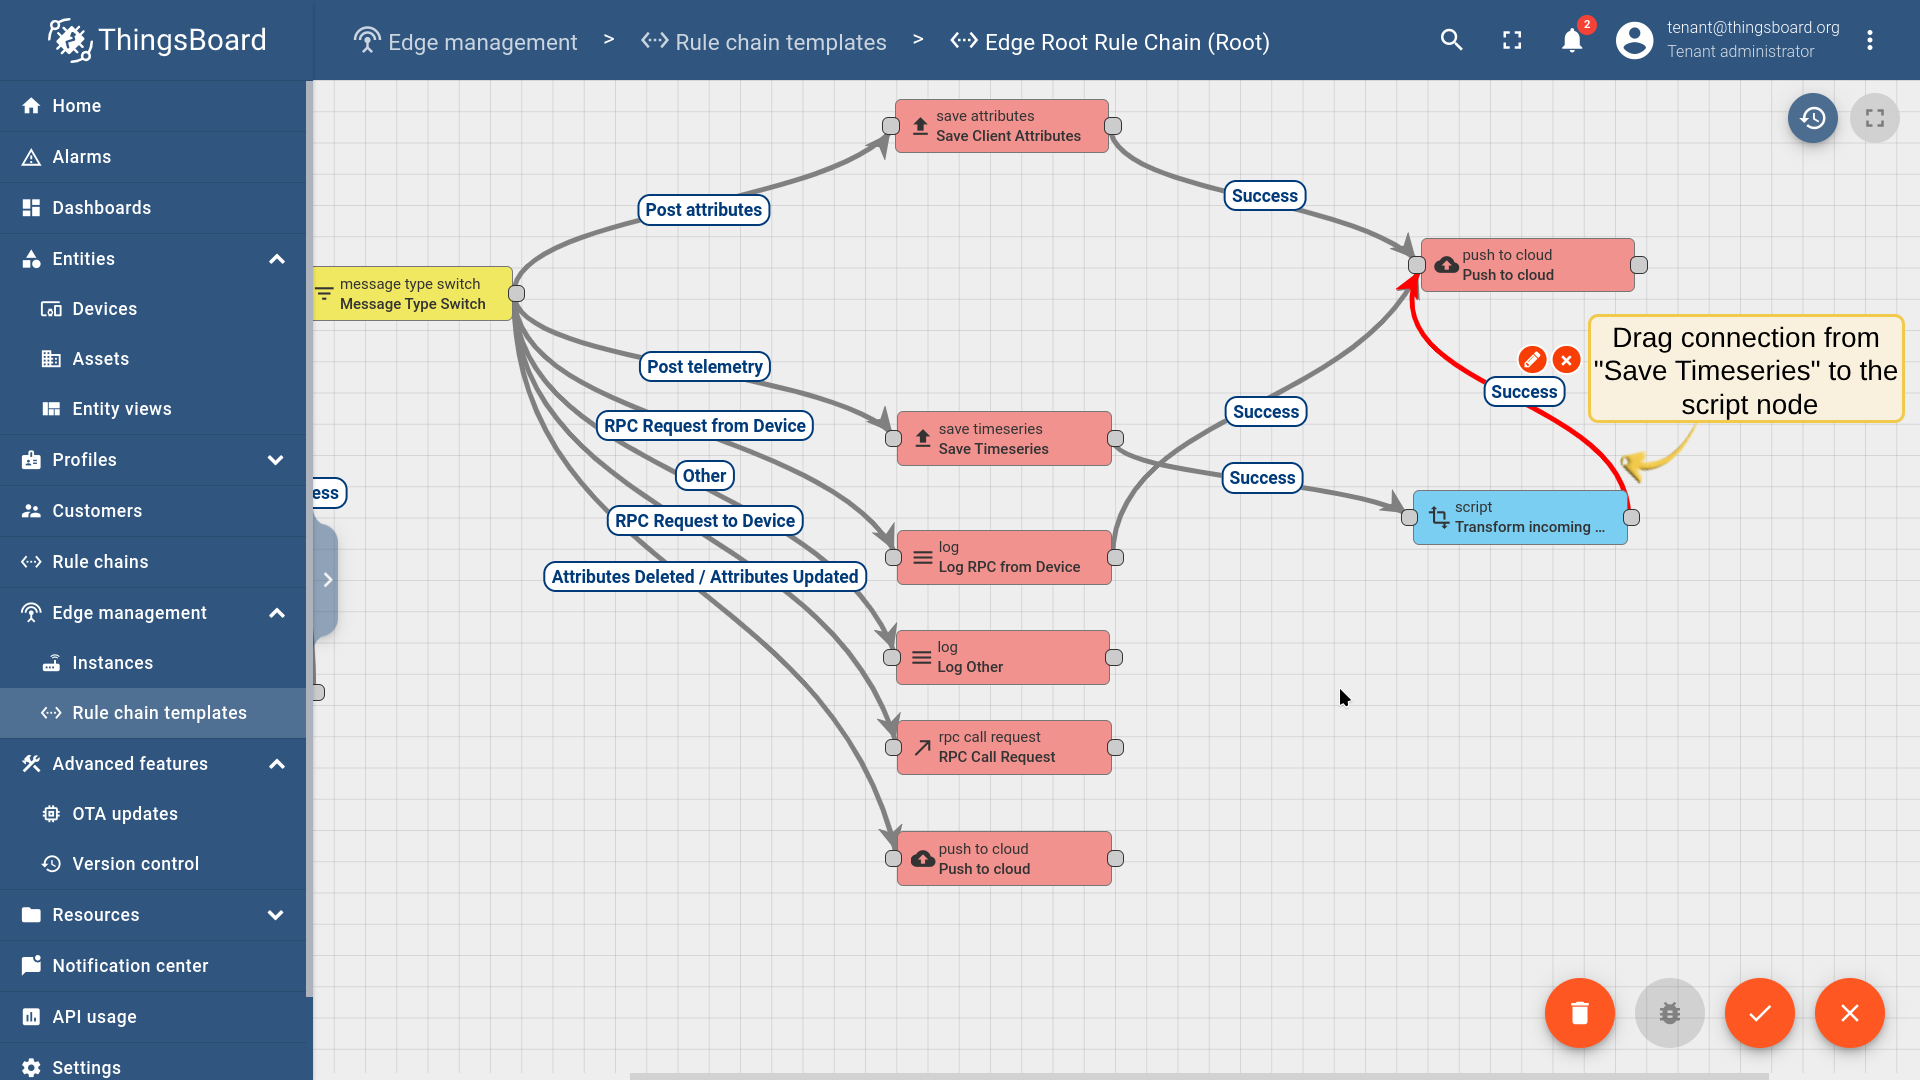 ThingsBoard
Edge management > Rule chain templates > Edge Root Rule Chain (Root)
2
tenant@thingsboard.org
Tenant administrator
Home
Alarms
Dashboards
Entities
Devices
Assets
Entity views
Profiles
Customers
Rule chains
Edge management
Instances
Rule chain templates
Advanced features
OTA updates
Version control
Resources
Notification center
API usage
Settings
save attributes
Save Client Attributes
Post attributes
Success
push to cloud
Push to cloud
message type switch
Message Type Switch
Drag connection from
"Save Timeseries" to the
script node
Post telemetry
Success
Success
RPC Request from Device
save timeseries
Save Timeseries
Other
Success
ess
RPC Request to Device
script
Transform incoming ...
log
Log RPC from Device
Attributes Deleted / Attributes Updated
log
Log Other
rpc call request
RPC Call Request
push to cloud
Push to cloud